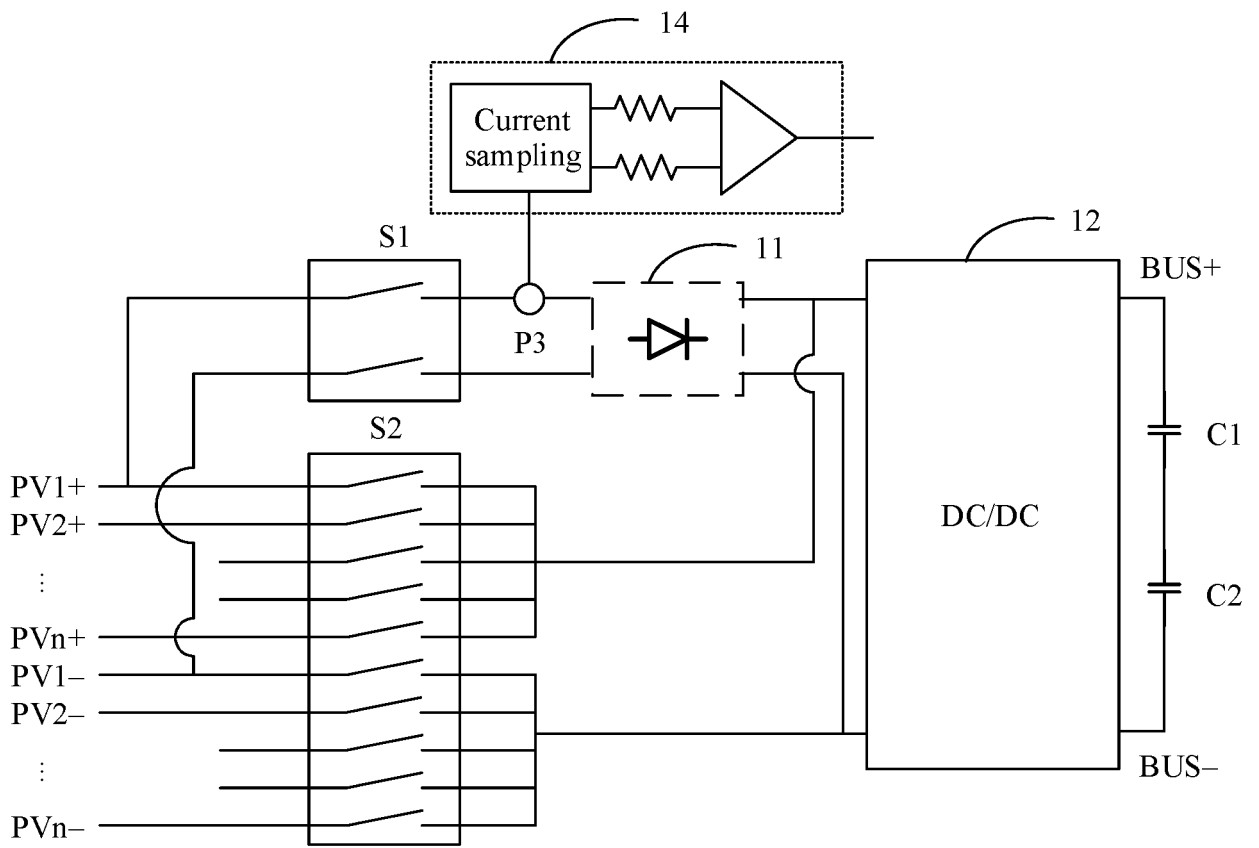 14
Current
sampling
S1
P3
11
12
BUS+
S2
C1
PV1+
PV2+
⋮
PVn+
PV1–
PV2–
⋮
PVn–
DC/DC
C2
BUS–